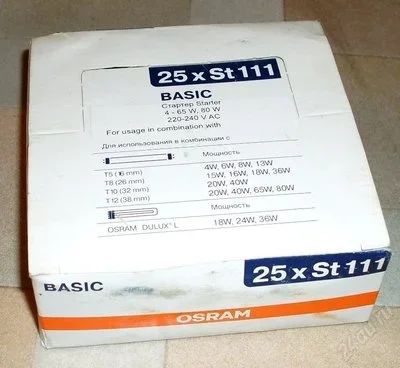 25 x St 111
BASIC
Стартер Starter
4 - 65 W, 80 W
220-240 V AC
For usage in combination with
Для использования в комбинации с
Мощность
T5 (16 mm) 4W, 6W, 8W, 13W
T8 (26 mm) 15W, 16W, 18W, 36W
T10 (32 mm) 20W, 40W
T12 (38 mm) 20W, 40W, 65W, 80W
Мощность
OSRAM DULUX® L 18W, 24W, 36W
BASIC
25 x St 111
OSRAM